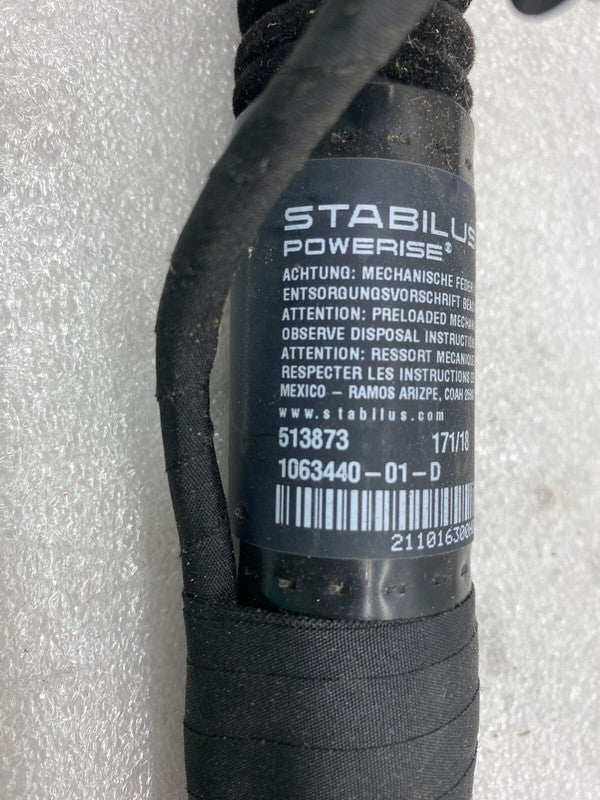 STABILUS
POWERISE®
ACHTUNG: MECHANISCHE FEDER
ENTSORGUNGSVORSCHRIFT
ATTENTION: PRELOADED
OBSERVE DISPOSAL
ATTENTION: RESSORT
RESPECTER LES INSTRUCTIONS
MEXICO – RAMOS ARIZPE, COAH
www.stabilus.com
513873 171/18
1063440-01-D